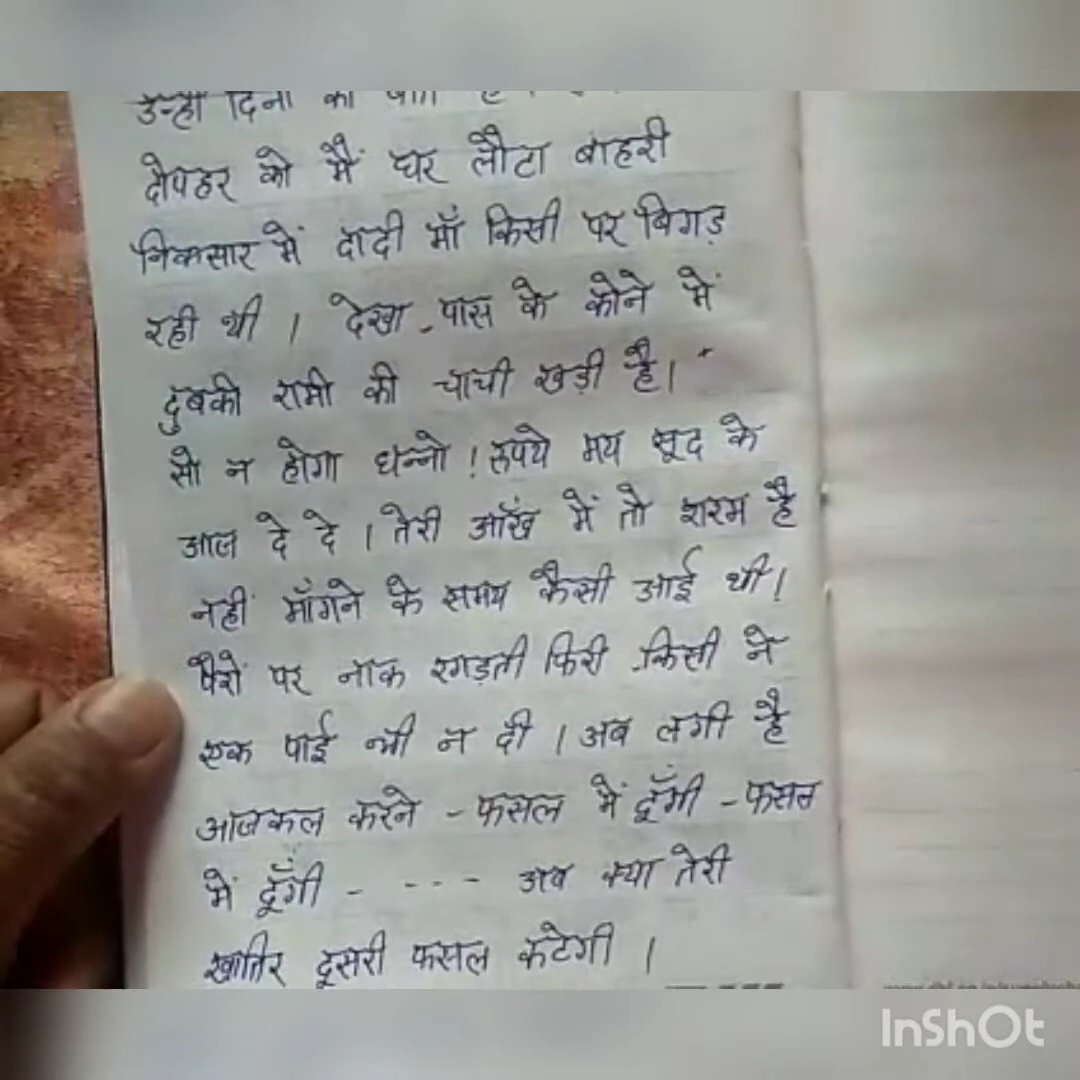 दोपहर को मैं घर लौटा बाहरी
निकसार में दादी माँ किसी पर बिगड़
रही थी । देखा - पास के कोने में
दुबकी रामी की चाची खड़ी है।
सो न होगा धन्नो ! रुपये मय सूद के
आज दे दे । तेरी आँख में तो शरम है
नहीं माँगने के समय कैसी आई थी।
पैरों पर नाक रगड़ती फिरी किसी ने
एक पाई भी न दी । अब लगी है
आजकल करने - फसल में दूँगी - फसल
में दूँगी - - - - - अब क्या तेरी
खातिर दूसरी फसल कटेगी ।
InShOt